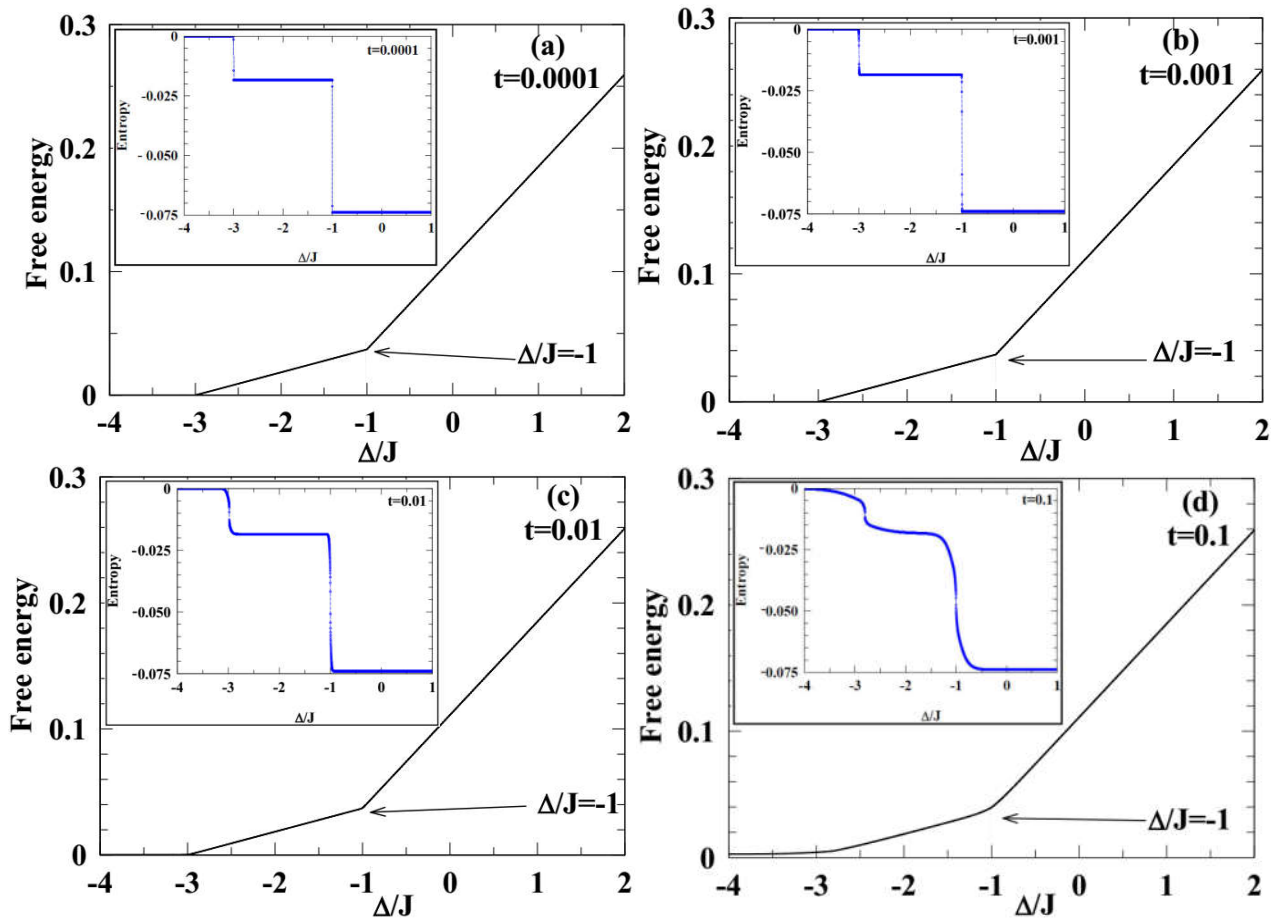 (a)
t=0.0001
Free energy
0.3
0.2
0.1
0
-4 -3 -2 -1 0 1 2
Δ/J
Δ/J=-1
t=0.0001
Entropy
0
-0.025
-0.050
-0.075
-4 -3 -2 -1 0 1
Δ/J
(b)
t=0.001
Free energy
0.3
0.2
0.1
0
-4 -3 -2 -1 0 1 2
Δ/J
Δ/J=-1
t=0.001
Entropy
0
-0.025
-0.050
-0.075
-4 -3 -2 -1 0 1
Δ/J
(c)
t=0.01
Free energy
0.3
0.2
0.1
0
-4 -3 -2 -1 0 1 2
Δ/J
Δ/J=-1
t=0.01
Entropy
0
-0.025
-0.050
-0.075
-4 -3 -2 -1 0 1
Δ/J
(d)
t=0.1
Free energy
0.3
0.2
0.1
0
-4 -3 -2 -1 0 1 2
Δ/J
Δ/J=-1
t=0.1
Entropy
0
-0.025
-0.050
-0.075
-4 -3 -2 -1 0 1
Δ/J